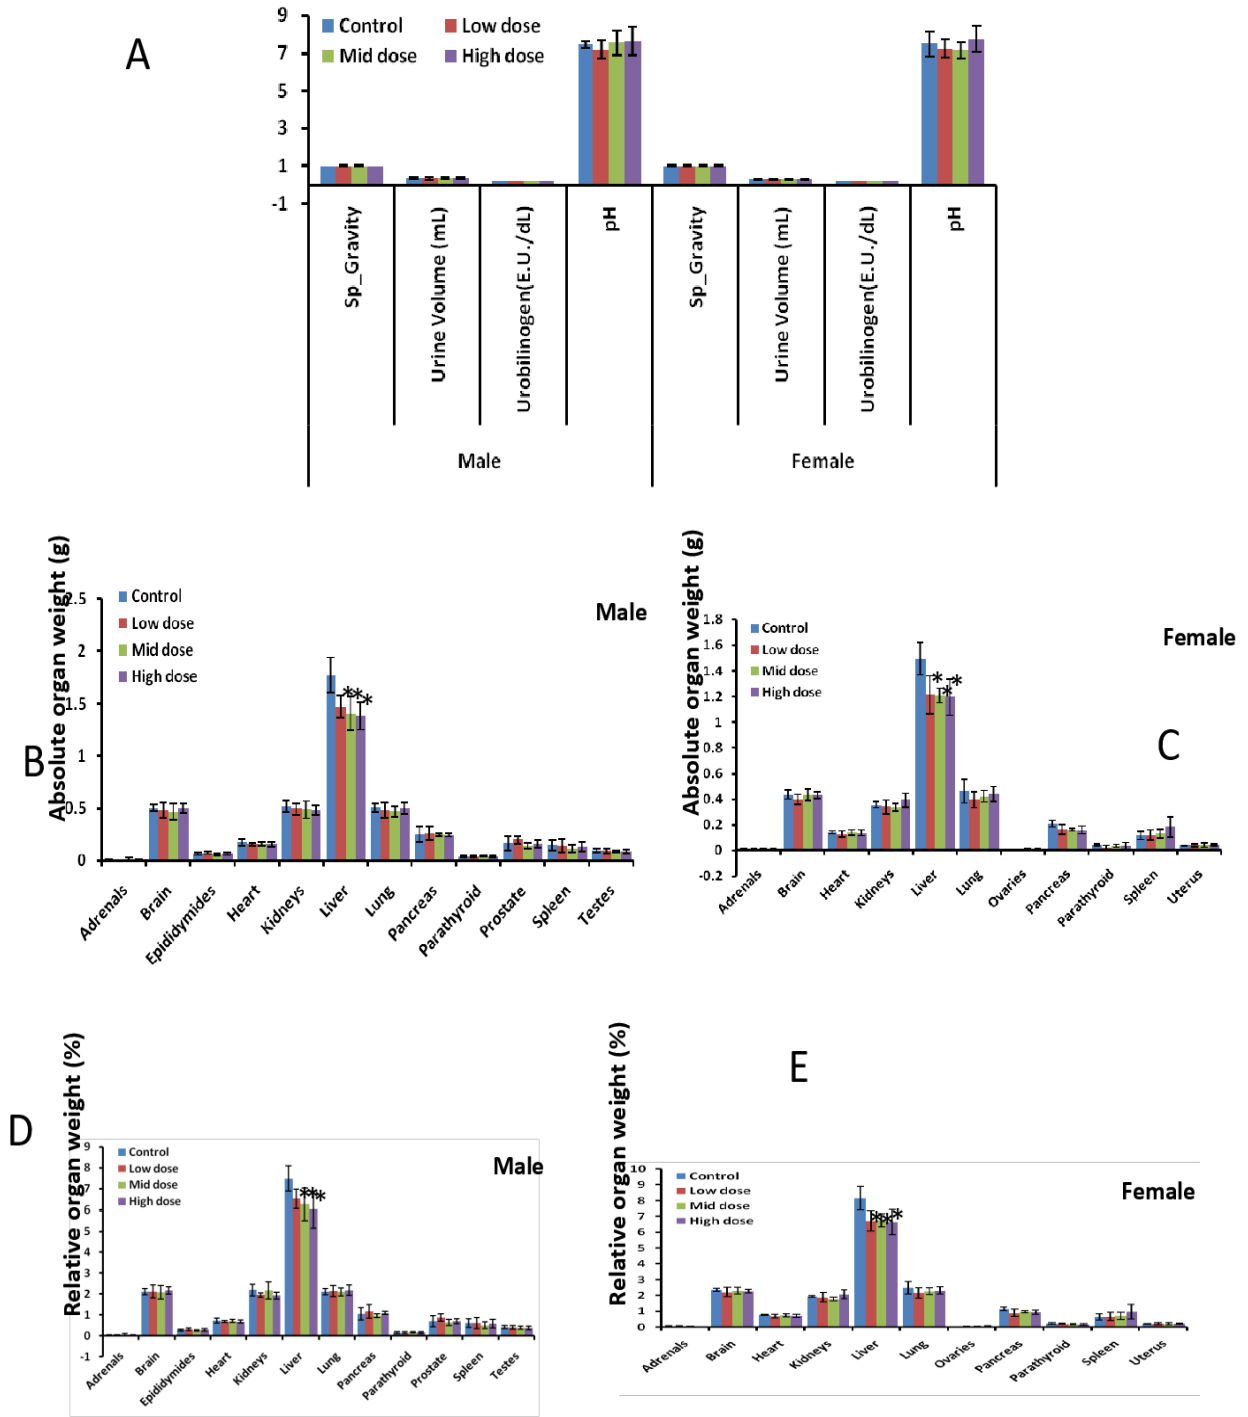 A
Control Low dose
Mid dose High dose
9
7
5
3
1
-1
Sp_Gravity
Urine Volume (mL)
Urobilinogen(E.U./dL)
pH
Sp_Gravity
Urine Volume (mL)
Urobilinogen(E.U./dL)
pH
Male Female
B
Absolute organ weight (g)
Male
Control
Low dose
Mid dose
High dose
2.5
2
1.5
1
0.5
0
***
Adrenals Brain Epididymides Heart Kidneys Liver Lung Pancreas Parathyroid Prostate Spleen Testes
C
Absolute organ weight (g)
Female
Control
Low dose
Mid dose
High dose
1.8
1.6
1.4
1.2
1
0.8
0.6
0.4
0.2
0
-0.2
***
Adrenals Brain Heart Kidneys Liver Lung Ovaries Pancreas Parathyroid Spleen Uterus
D
Relative organ weight (%)
Male
Control
Low dose
Mid dose
High dose
9
8
7
6
5
4
3
2
1
0
-1
***
Adrenals Brain Epididymides Heart Kidneys Liver Lung Pancreas Parathyroid Prostate Spleen Testes
E
Relative organ weight (%)
Female
Control
Low dose
Mid dose
High dose
10
9
8
7
6
5
4
3
2
1
0
***
Adrenals Brain Heart Kidneys Liver Lung Ovaries Pancreas Parathyroid Spleen Uterus